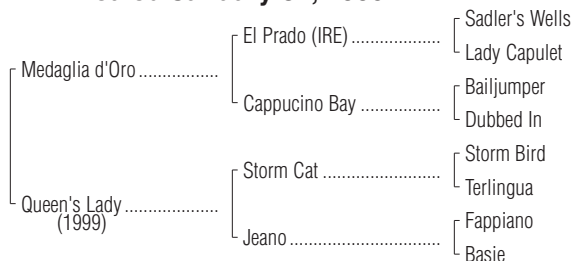 Sadler's Wells
El Prado (IRE) ....................
Lady Capulet
Medaglia d'Oro ..................
Bailjumper
Cappucino Bay ..................
Dubbed In
Storm Bird
Storm Cat ..........................
Terlingua
Queen's Lady .....................
(1999)
Fappiano
Jeano ..................................
Basie